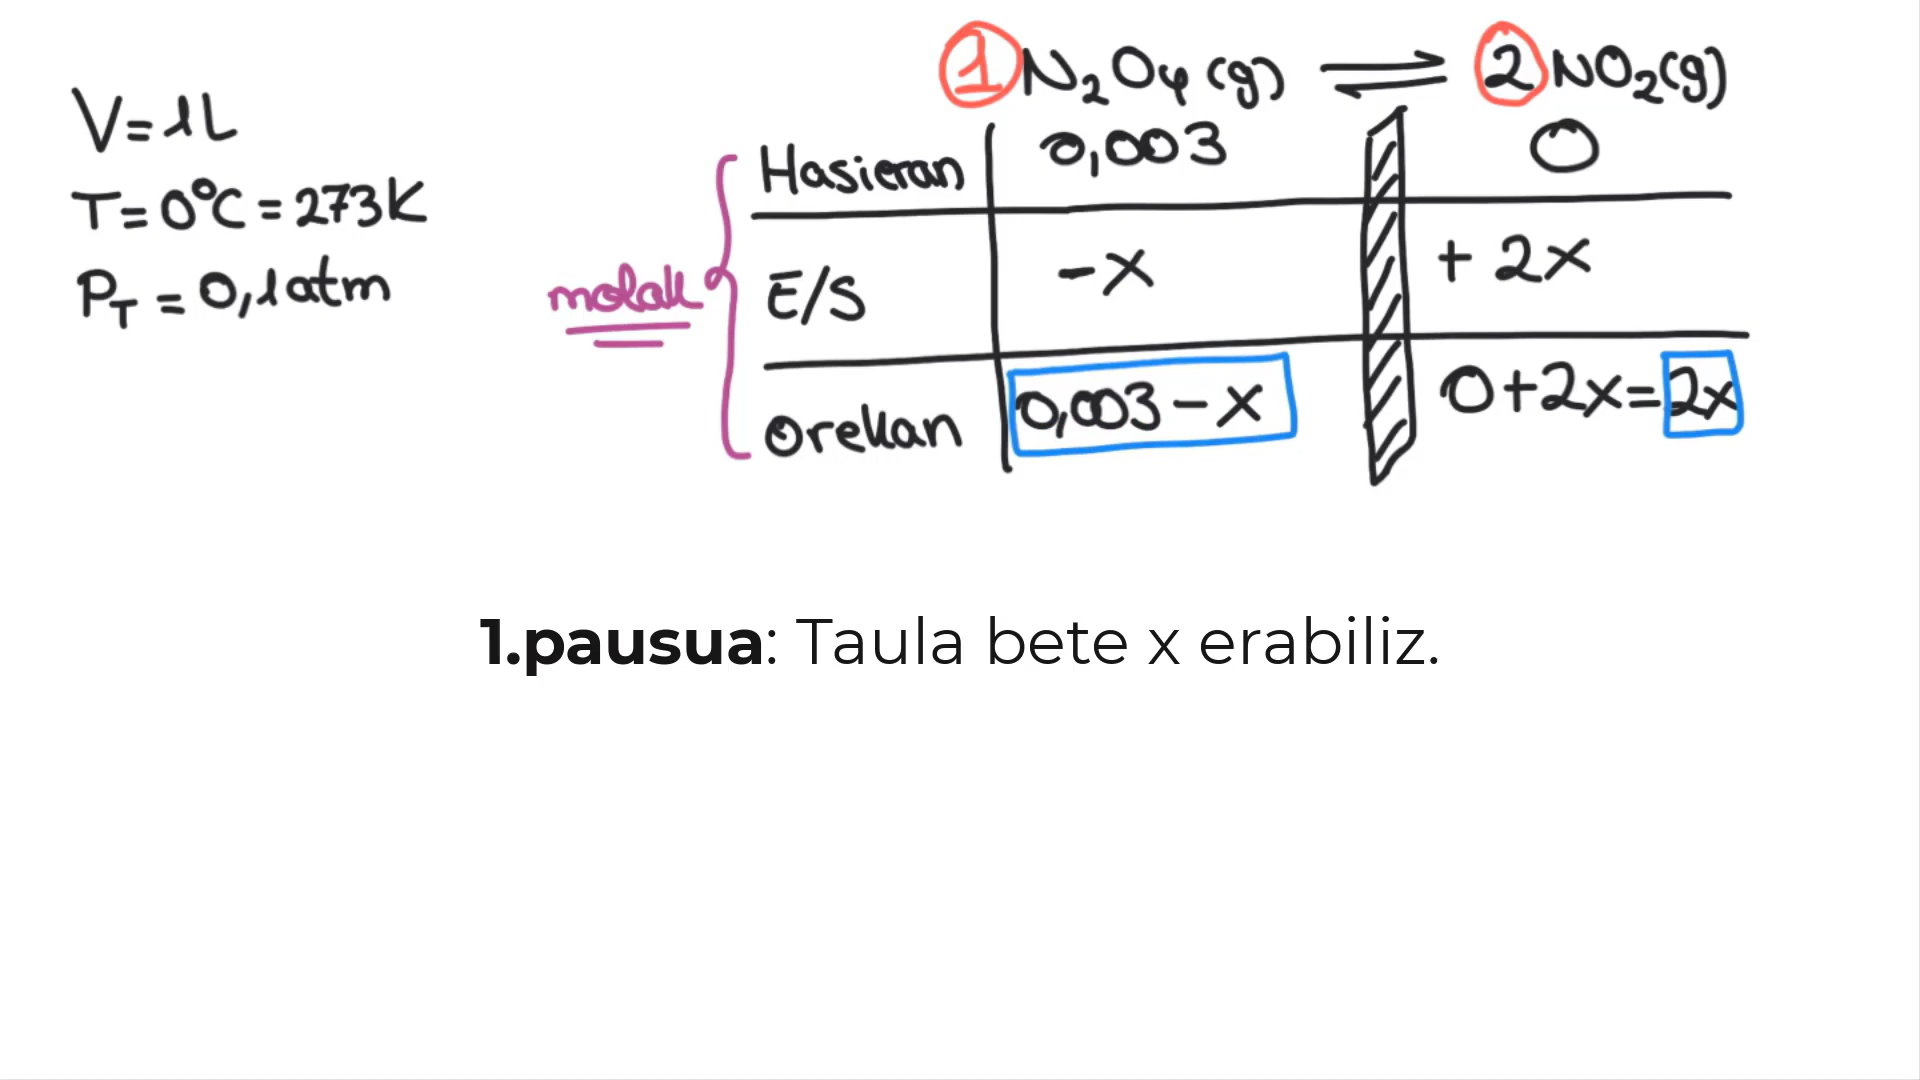 V=1L
T=0°C=273K
P_T=0,1atm
1 N₂O₄(g) ⇌ 2 NO₂(g)
Hasieran 0,003 0
molak E/S -x +2x
Orekan 0,003-x 0+2x=2x
1.pausua: Taula bete x erabiliz.